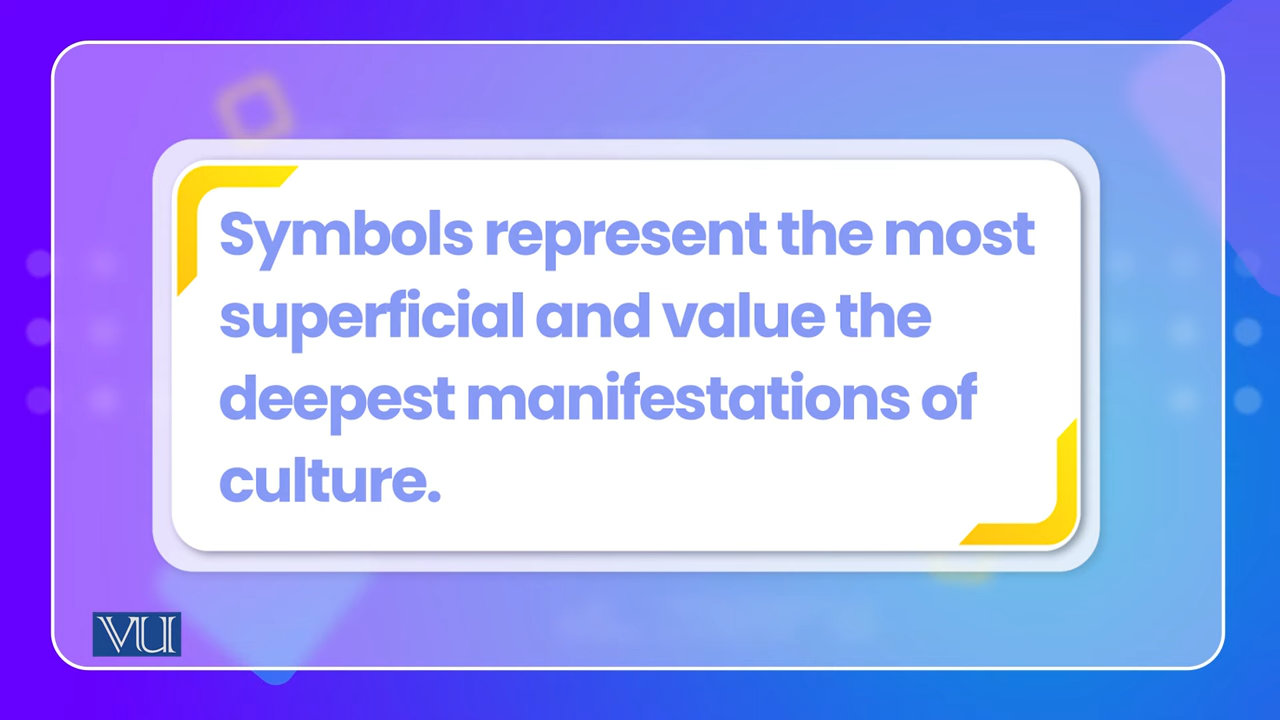 Symbols represent the most
superficial and value the
deepest manifestations of
culture.
VU